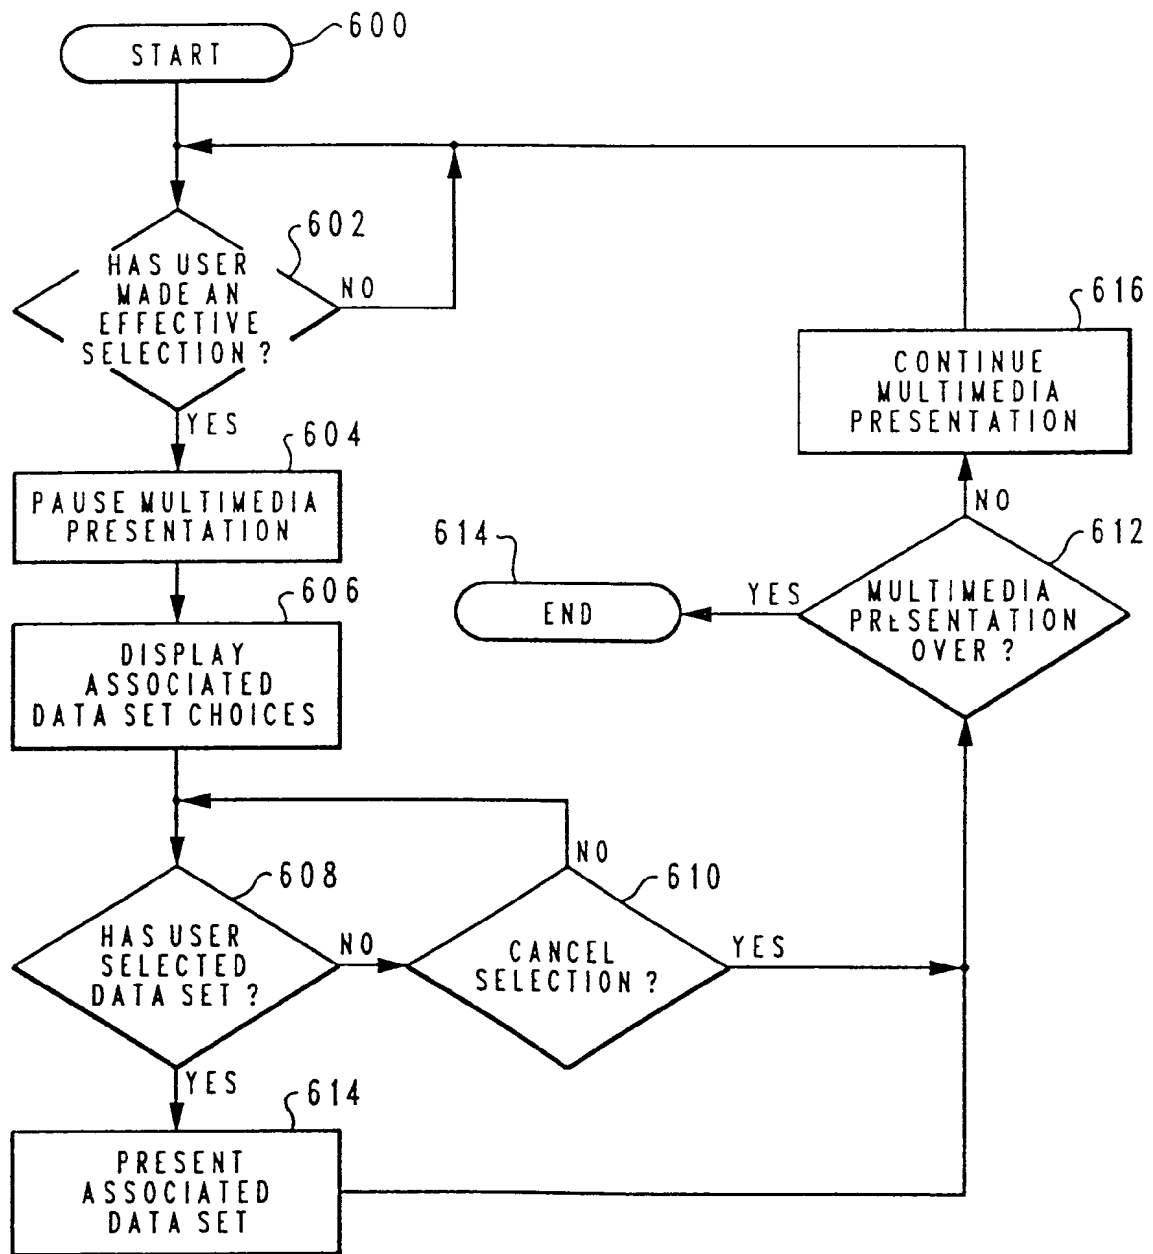 600
START
602
HAS USER
MADE AN
EFFECTIVE
SELECTION ?
NO
YES
604
PAUSE MULTIMEDIA
PRESENTATION
606
DISPLAY
ASSOCIATED
DATA SET CHOICES
608
HAS USER
SELECTED
DATA SET ?
NO
YES
610
CANCEL
SELECTION ?
NO
YES
614
PRESENT
ASSOCIATED
DATA SET
612
MULTIMEDIA
PRESENTATION
OVER ?
YES
NO
614
END
616
CONTINUE
MULTIMEDIA
PRESENTATION